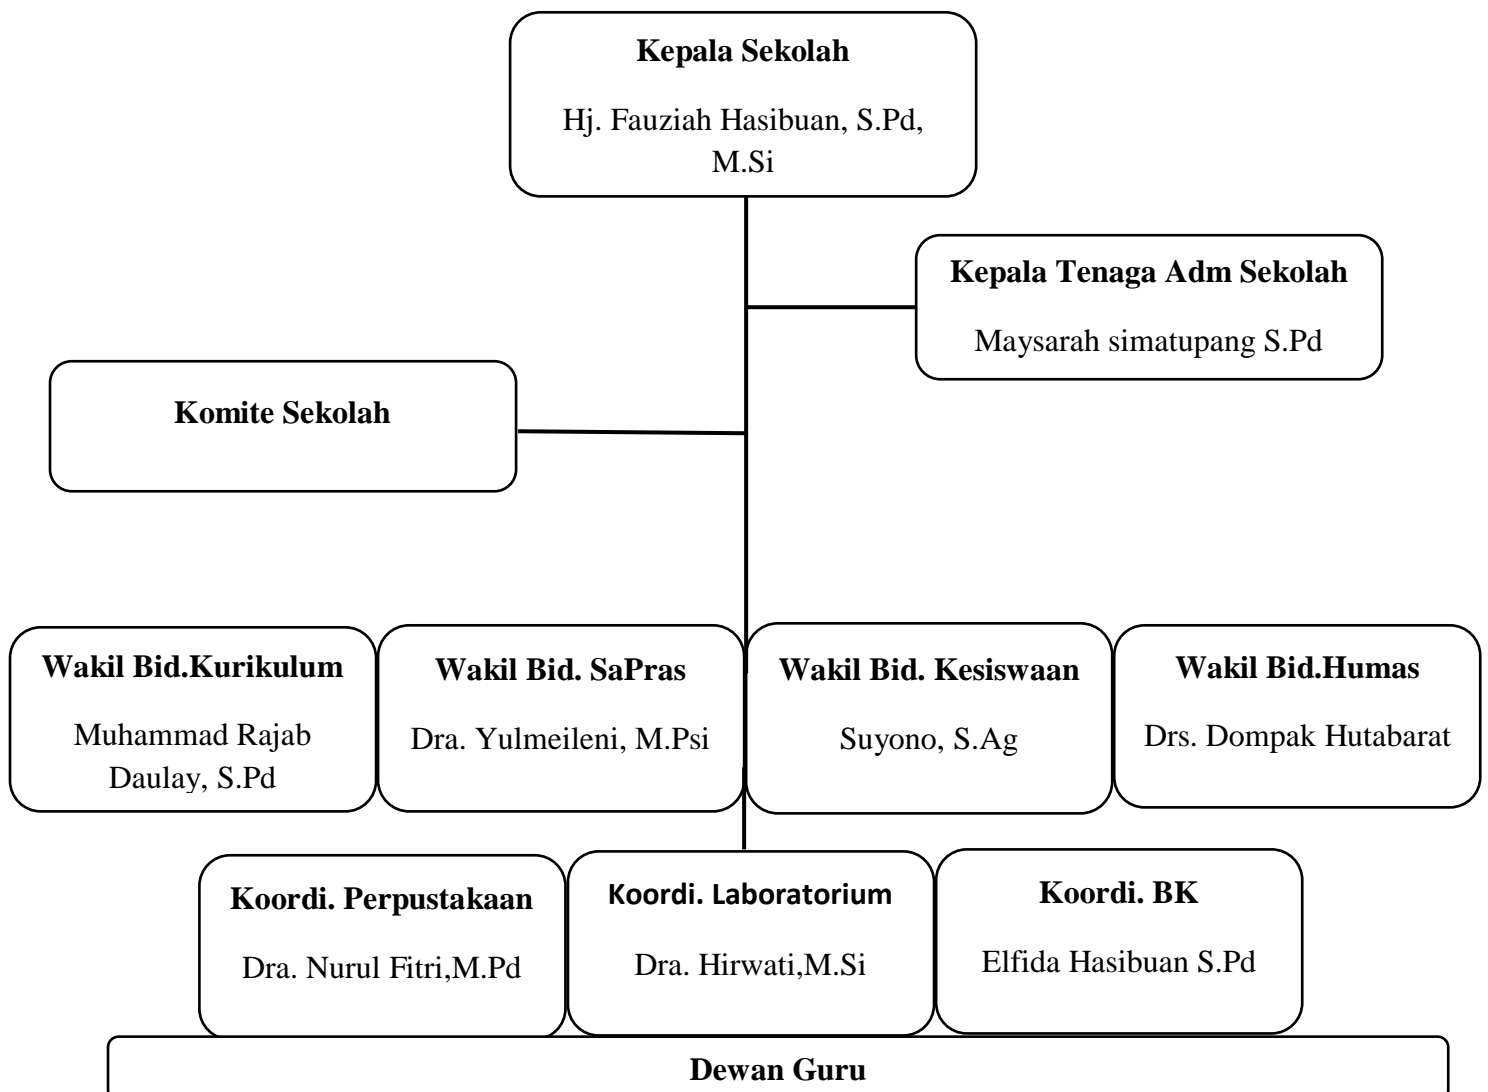 Kepala Sekolah
Hj. Fauziah Hasibuan, S.Pd,
M.Si
Kepala Tenaga Adm Sekolah
Maysarah simatupang S.Pd
Komite Sekolah
Wakil Bid.Kurikulum
Muhammad Rajab
Daulay, S.Pd
Wakil Bid. SaPras
Dra. Yulmeileni, M.Psi
Wakil Bid. Kesiswaan
Suyono, S.Ag
Wakil Bid.Humas
Drs. Dompak Hutabarat
Koordi. Perpustakaan
Dra. Nurul Fitri,M.Pd
Koordi. Laboratorium
Dra. Hirwati,M.Si
Koordi. BK
Elfida Hasibuan S.Pd
Dewan Guru